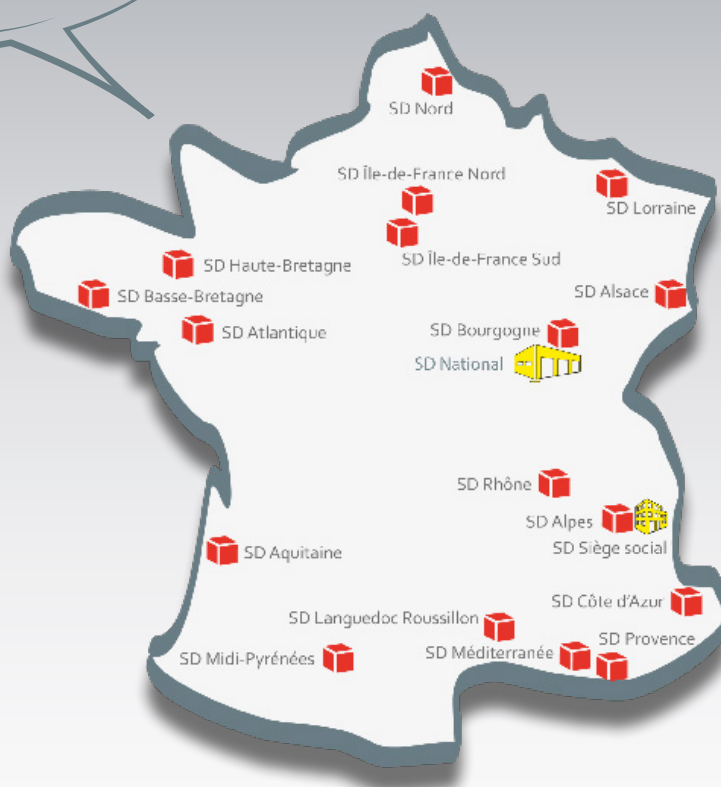 SD Nord
SD Île-de-France Nord
SD Lorraine
SD Île-de-France Sud
SD Haute-Bretagne
SD Basse-Bretagne
SD Alsace
SD Atlantique
SD Bourgogne
SD National
SD Rhône
SD Alpes
SD Siège social
SD Aquitaine
SD Côte d'Azur
SD Languedoc Roussillon
SD Provence
SD Méditerranée
SD Midi-Pyrénées